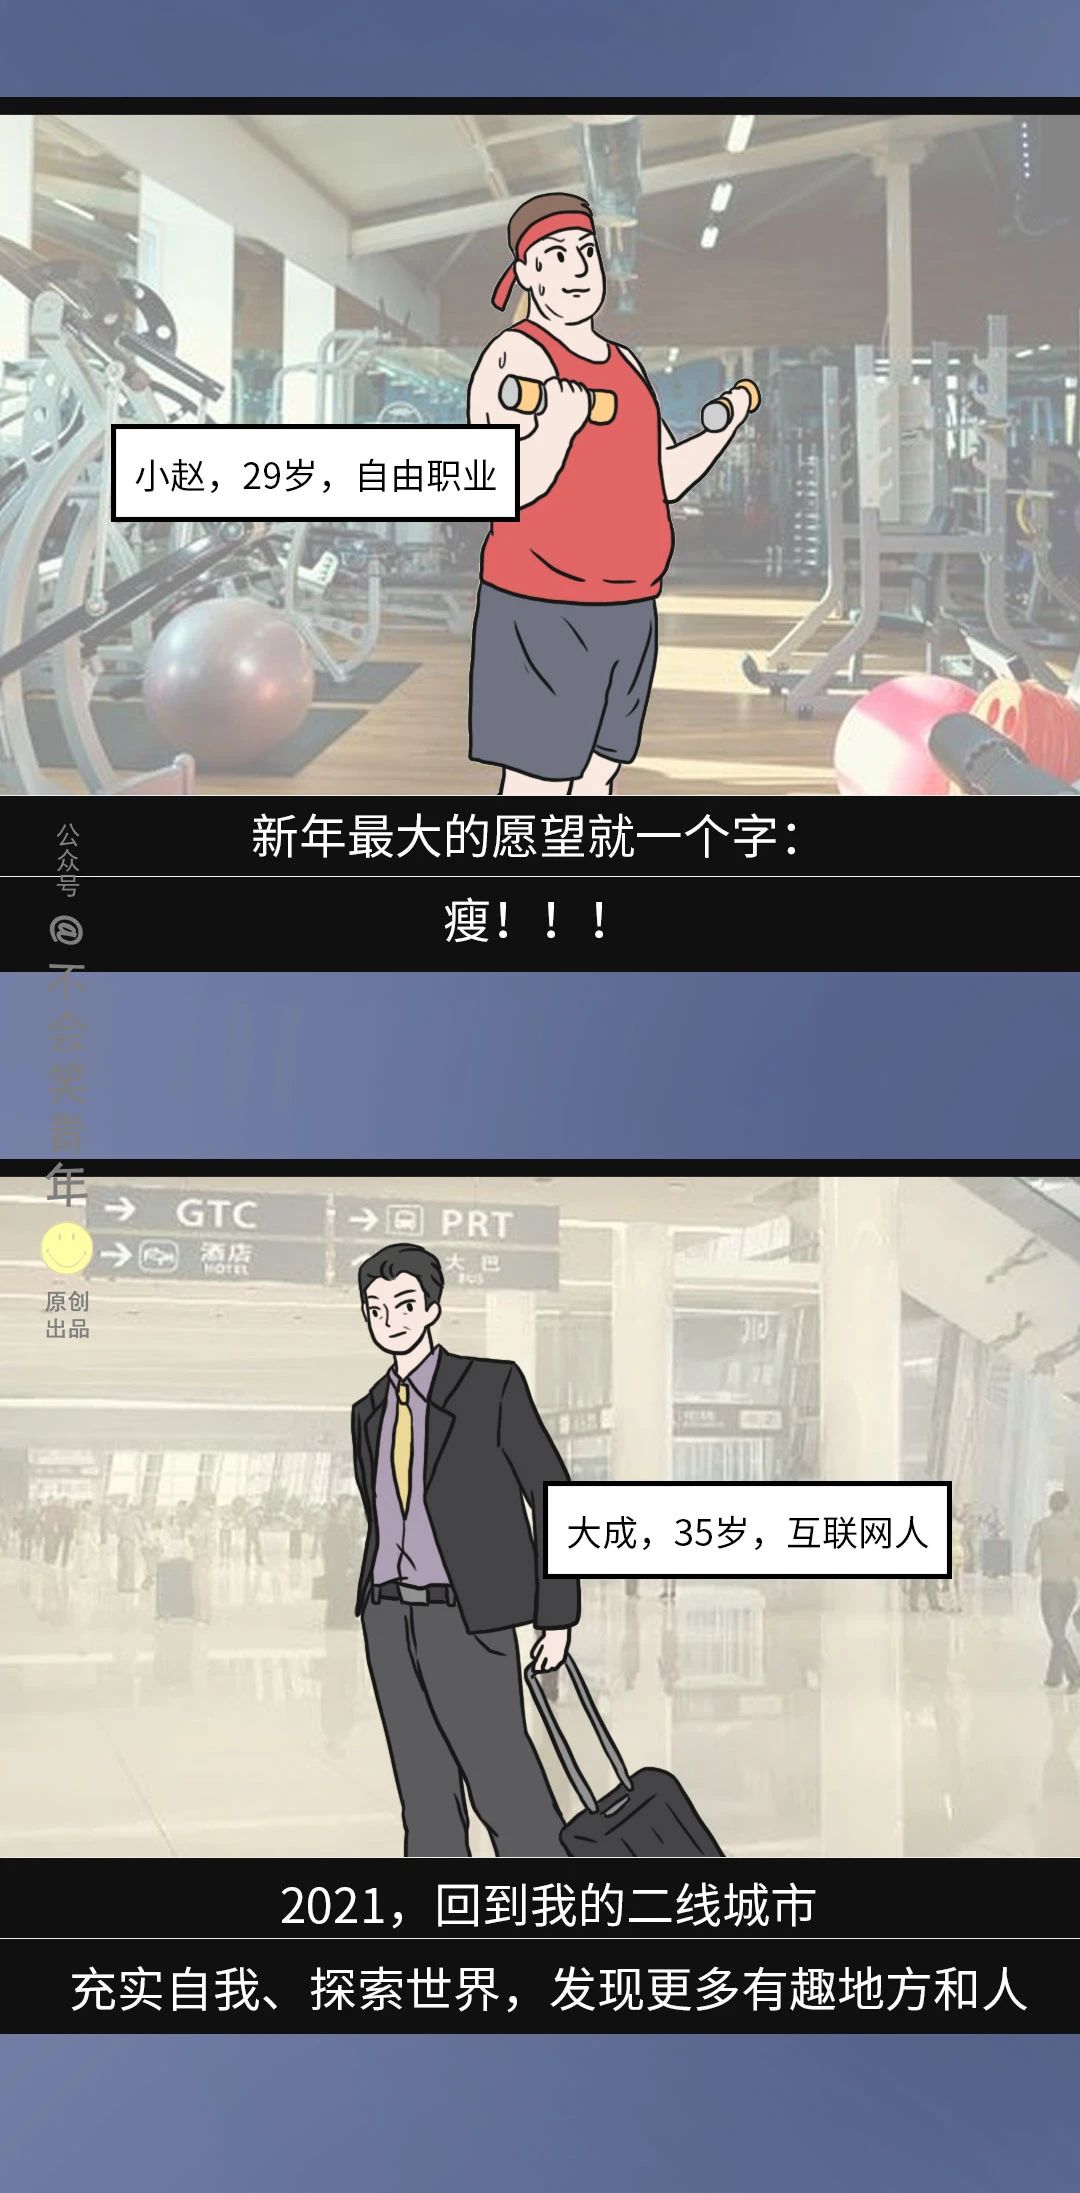 小赵，29岁，自由职业
新年最大的愿望就一个字：
瘦！！！
公众号
@不会笑青年
原创
出品
GTC
PRT
酒店
HOTEL
大巴
BUS
大成，35岁，互联网人
2021，回到我的二线城市
充实自我、探索世界，发现更多有趣地方和人